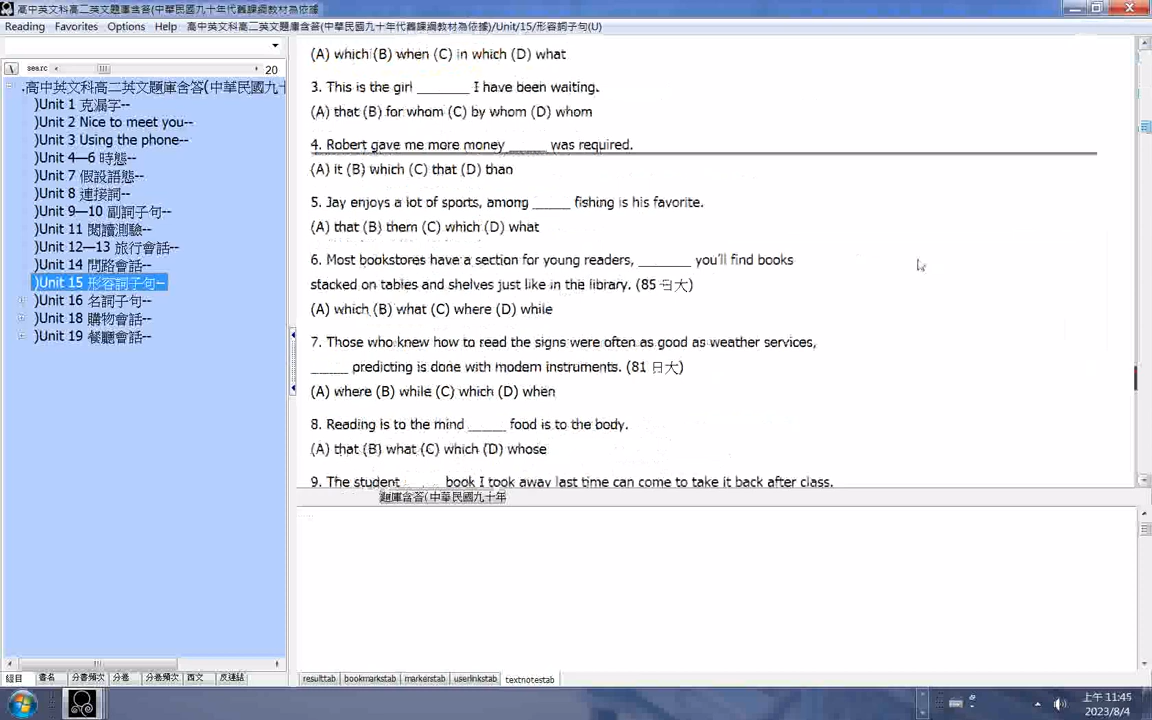 高中英文科高二英文題庫含答(中華民國九十年代舊課綱教材為依據
Reading Favorites Options Help 高中英文科高二英文題庫含答(中華民國九十年代舊課綱教材為依據)/Unit/15/形容詞子句(U)
searc 20
.高中英文科高二英文題庫含答(中華民國九十
)Unit 1 克漏字--
)Unit 2 Nice to meet you--
)Unit 3 Using the phone--
)Unit 4—6 時態--
)Unit 7 假設語態--
)Unit 8 連接詞--
)Unit 9—10 副詞子句--
)Unit 11 閱讀測驗--
)Unit 12—13 旅行會話--
)Unit 14 問路會話--
)Unit 15 形容詞子句--
)Unit 16 名詞子句--
)Unit 18 購物會話--
)Unit 19 餐廳會話--
(A) which (B) when (C) in which (D) what
3. This is the girl _______ I have been waiting.
(A) that (B) for whom (C) by whom (D) whom
4. Robert gave me more money _____ was required.
(A) it (B) which (C) that (D) than
5. Jay enjoys a lot of sports, among _____ fishing is his favorite.
(A) that (B) them (C) which (D) what
6. Most bookstores have a section for young readers, _______ you'll find books
stacked on tables and shelves just like in the library. (85 日大)
(A) which (B) what (C) where (D) while
7. Those who knew how to read the signs were often as good as weather services,
_____ predicting is done with modern instruments. (81 日大)
(A) where (B) while (C) which (D) when
8. Reading is to the mind _____ food is to the body.
(A) that (B) what (C) which (D) whose
9. The student _____ book I took away last time can come to take it back after class.
題庫含答(中華民國九十年
經目 書名 分書頻次 分卷 分卷頻次 西文 反連結
resulttab bookmarkstab markerstab userlinkstab textnotestab
上午 11:45
2023/8/4